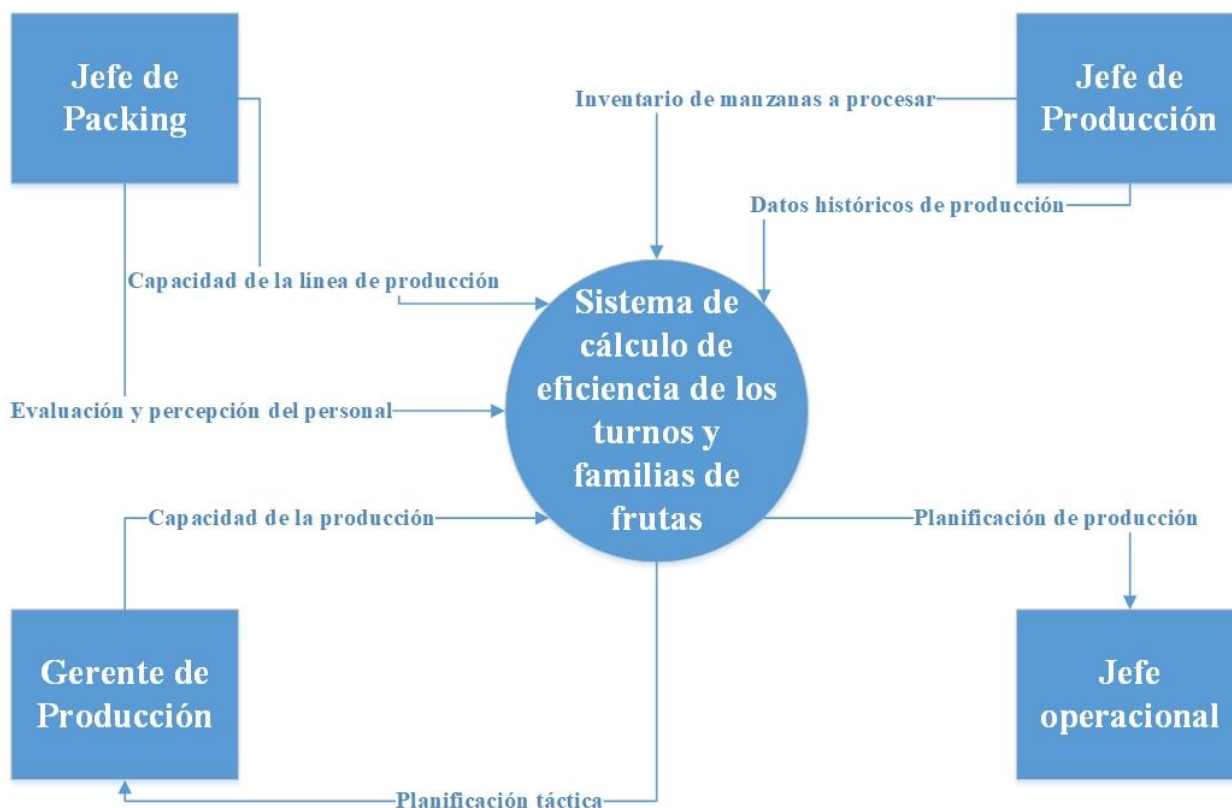 Jefe de
Packing
Jefe de
Producción
Inventario de manzanas a procesar
Datos históricos de producción
Capacidad de la línea de producción
Sistema de
cálculo de
eficiencia de los
turnos y
familias de
frutas
Evaluación y percepción del personal
Capacidad de la producción
Planificación de producción
Gerente de
Producción
Jefe
operacional
Planificación táctica